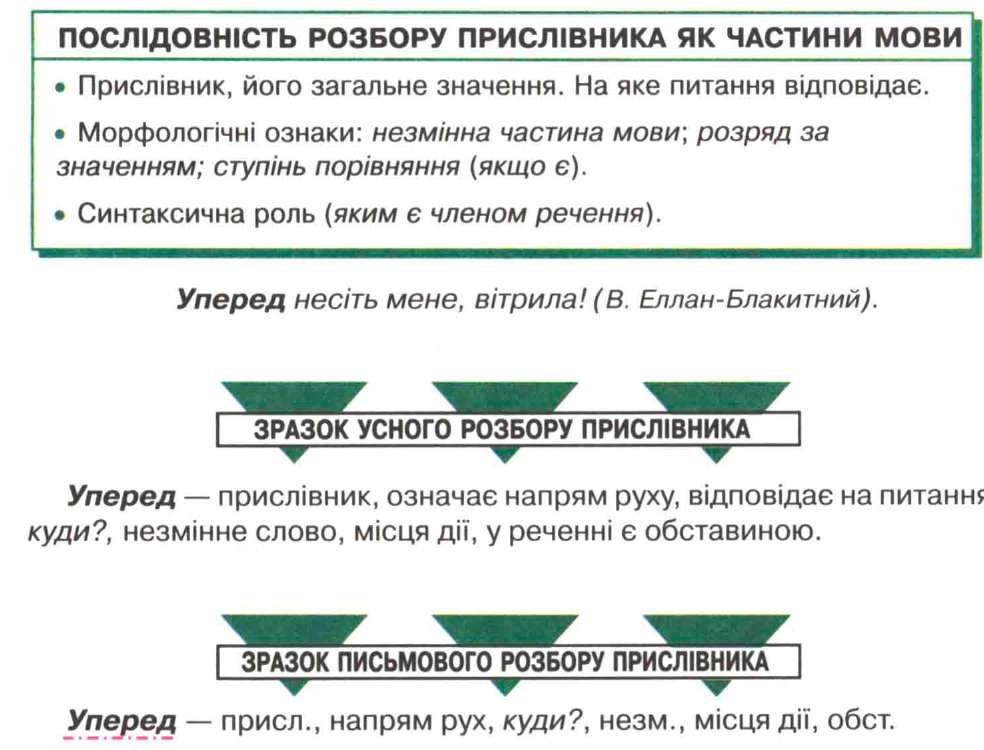 ПОСЛІДОВНІСТЬ РОЗБОРУ ПРИСЛІВНИКА ЯК ЧАСТИНИ МОВИ
• Прислівник, його загальне значення. На яке питання відповідає.
• Морфологічні ознаки: незмінна частина мови; розряд за
значенням; ступінь порівняння (якщо є).
• Синтаксична роль (яким є членом речення).
Уперед несіть мене, вітрила! (В. Еллан-Блакитний).
ЗРАЗОК УСНОГО РОЗБОРУ ПРИСЛІВНИКА
Уперед — прислівник, означає напрям руху, відповідає на питання
куди?, незмінне слово, місця дії, у реченні є обставиною.
ЗРАЗОК ПИСЬМОВОГО РОЗБОРУ ПРИСЛІВНИКА
Уперед — присл., напрям рух, куди?, незм., місця дії, обст.